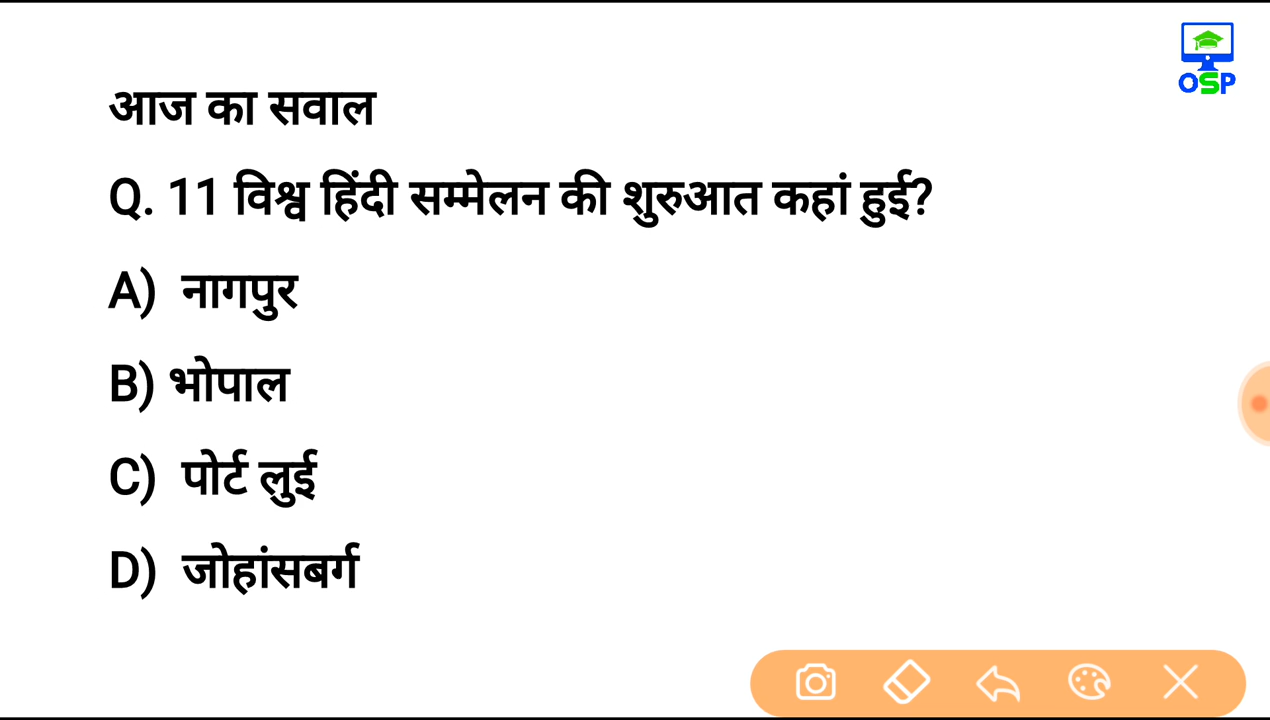 OSP
आज का सवाल
Q. 11 विश्व हिंदी सम्मेलन की शुरुआत कहां हुई?
A) नागपुर
B) भोपाल
C) पोर्ट लुई
D) जोहांसबर्ग